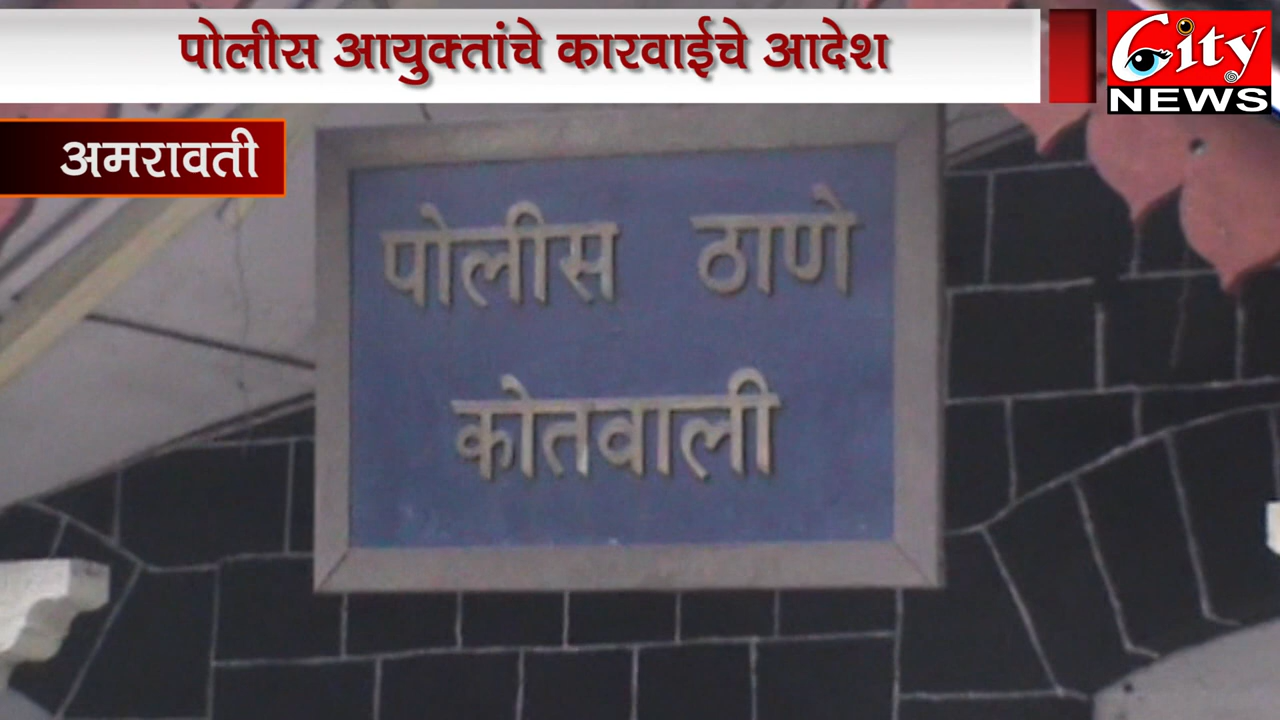 पोलीस आयुक्तांचे कारवाईचे आदेश
City
NEWS
अमरावती
पोलीस ठाणे
कोतवाली